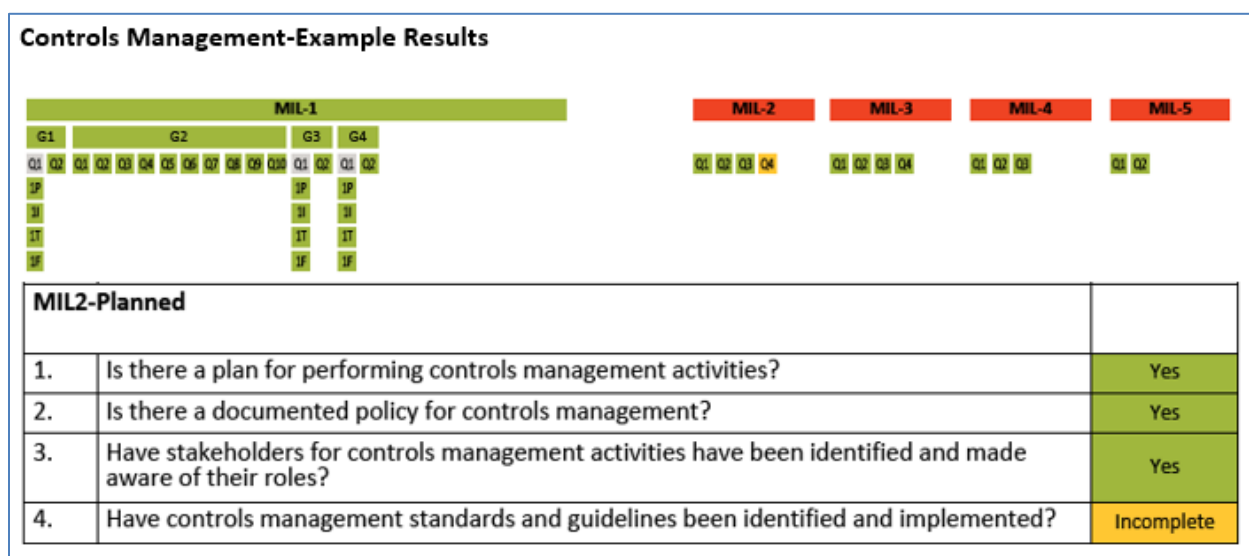 Controls Management-Example Results
MIL-1 MIL-2 MIL-3 MIL-4 MIL-5
G1 G2 G3 G4
Q1 Q2 Q1 Q2 Q3 Q4 Q5 Q6 Q7 Q8 Q9 Q10 Q1 Q2 Q1 Q2 Q1 Q2 Q3 Q4 Q1 Q2 Q3 Q4 Q1 Q2 Q3 Q1 Q2
1P 1P 1P
1I 1I 1I
1T 1T 1T
1F 1F 1F
MIL2-Planned
1. Is there a plan for performing controls management activities? Yes
2. Is there a documented policy for controls management? Yes
3. Have stakeholders for controls management activities have been identified and made
aware of their roles? Yes
4. Have controls management standards and guidelines been identified and implemented? Incomplete